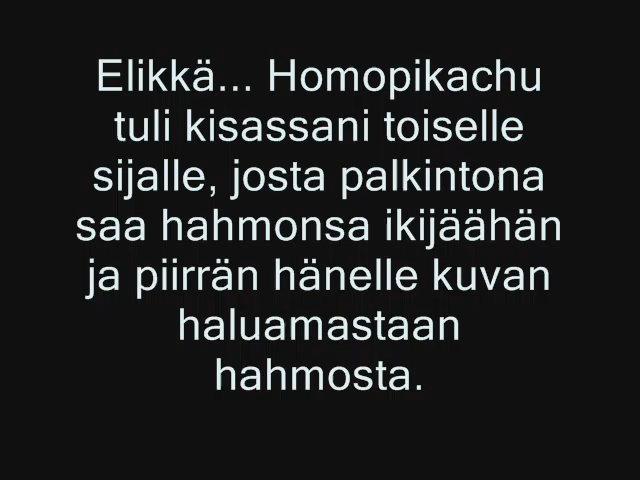 Elikkä... Homopikachu
tuli kisassani toiselle
sijalle, josta palkintona
saa hahmonsa ikijäähän
ja piirrän hänelle kuvan
haluamastaan
hahmosta.